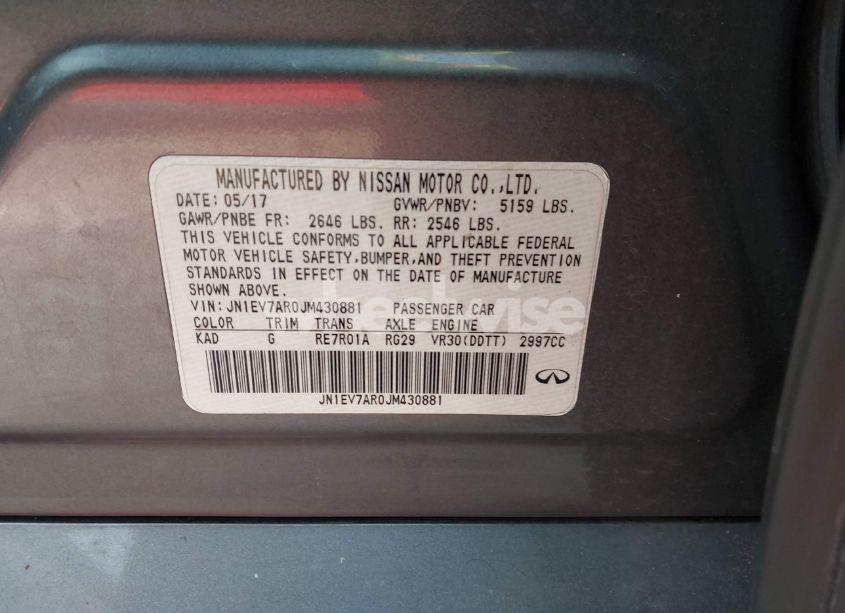 MANUFACTURED BY NISSAN MOTOR CO.,LTD.
DATE: 05/17 GVWR/PNBV: 5159 LBS.
GAWR/PNBE FR: 2646 LBS. RR: 2546 LBS.
THIS VEHICLE CONFORMS TO ALL APPLICABLE FEDERAL
MOTOR VEHICLE SAFETY,BUMPER,AND THEFT PREVENTION
STANDARDS IN EFFECT ON THE DATE OF MANUFACTURE
SHOWN ABOVE.
VIN:JN1EV7AR0JM430881 PASSENGER CAR
COLOR TRIM TRANS AXLE ENGINE
KAD G RE7R01A RG29 VR30(DDTT) 2997CC
JN1EV7AR0JM430881